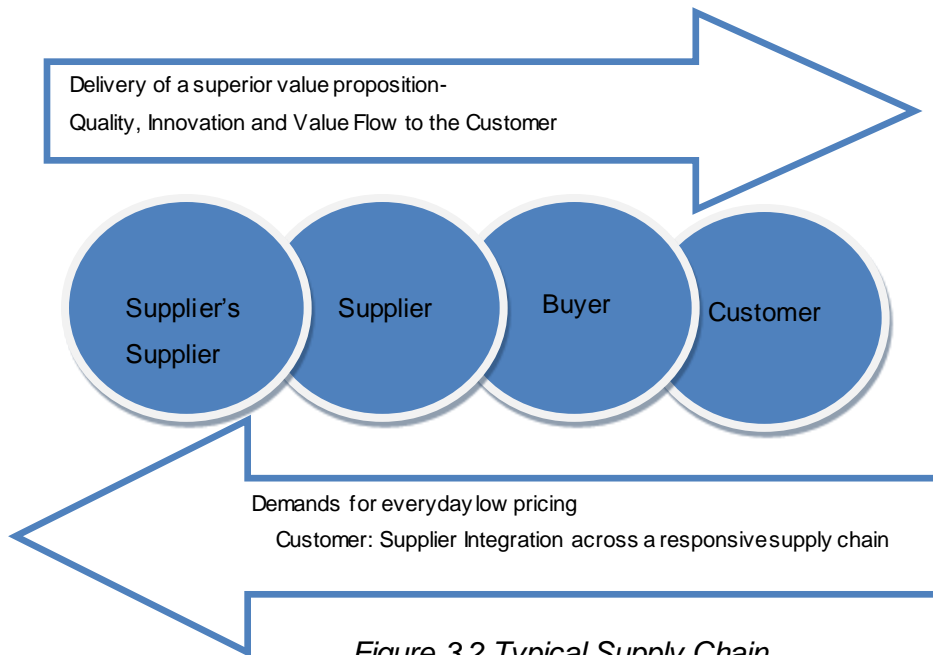 Delivery of a superior value proposition-
Quality, Innovation and Value Flow to the Customer
Supplier's
Supplier
Supplier
Buyer
Customer
Demands for everyday low pricing
Customer: Supplier Integration across a responsive supply chain
Figure 3.2 Typical Supply Chain